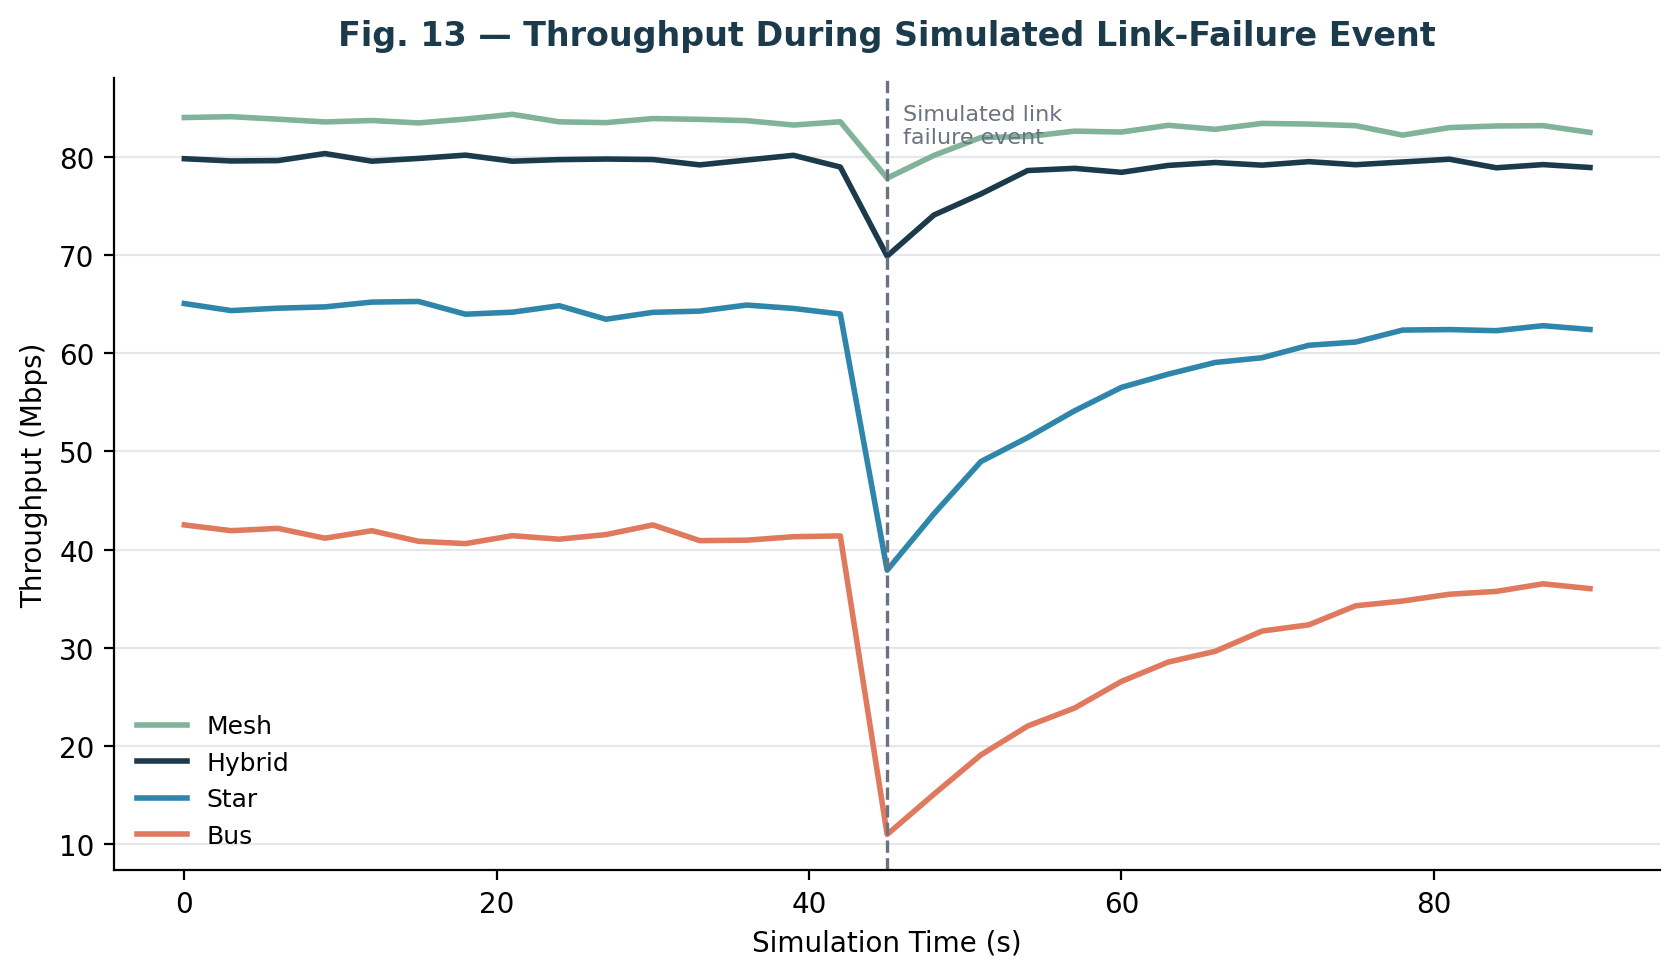 Fig. 13 — Throughput During Simulated Link-Failure Event
Simulated link
failure event
Throughput (Mbps)
80
70
60
50
40
30
20
10
Mesh
Hybrid
Star
Bus
0 20 40 60 80
Simulation Time (s)